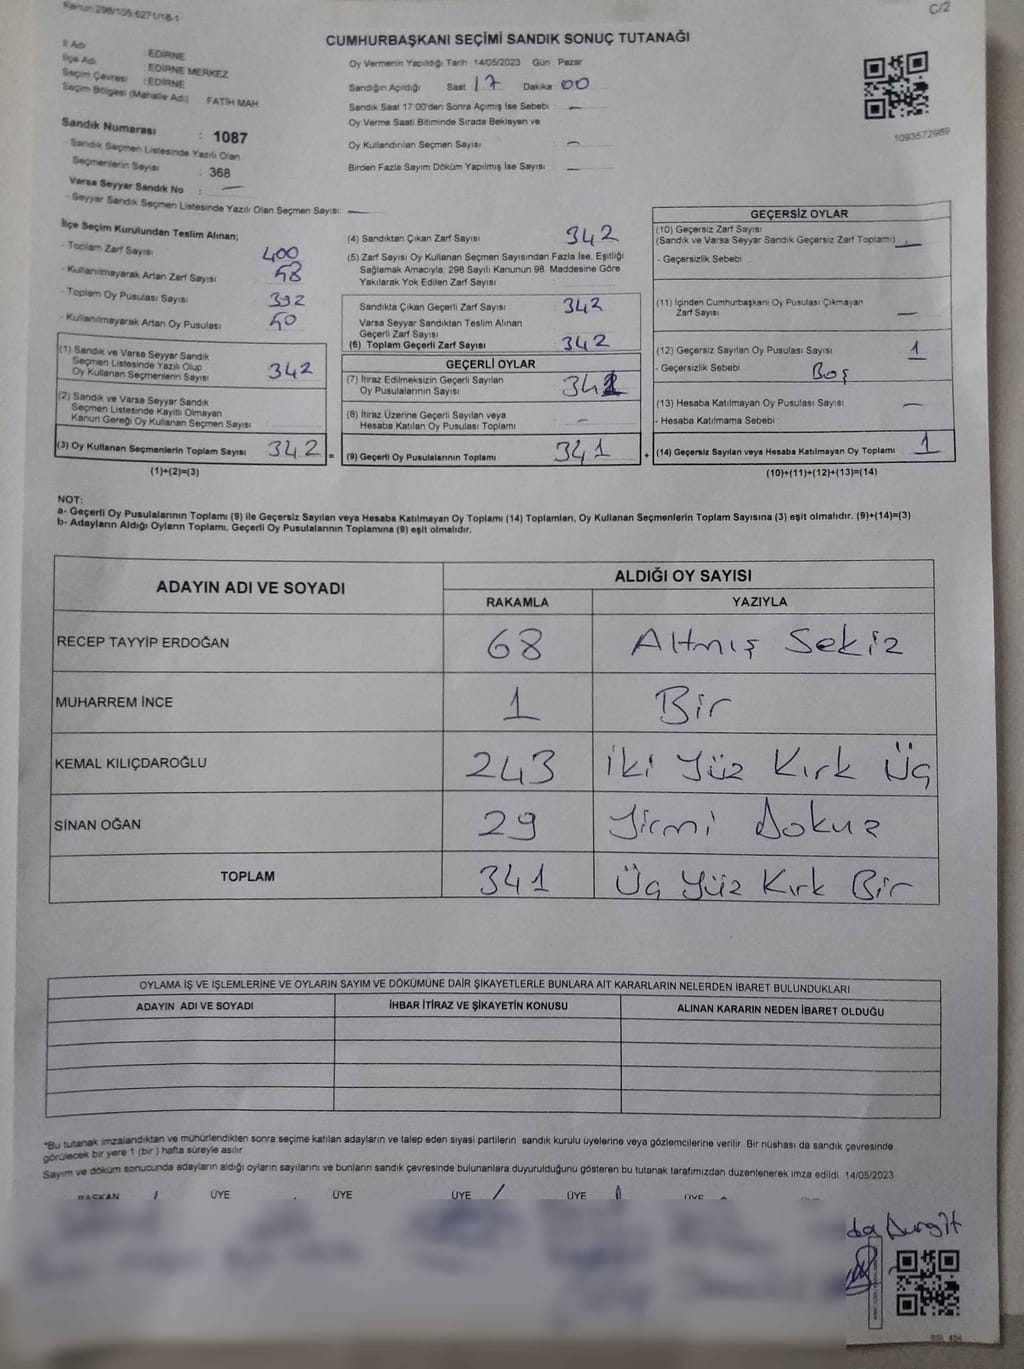 Kanun 298/105,6271/18-1
C/2
CUMHURBAŞKANI SEÇİMİ SANDIK SONUÇ TUTANAĞI
İl Adı : EDİRNE
İlçe Adı : EDİRNE MERKEZ
Seçim Çevresi : EDİRNE
Seçim Bölgesi (Mahalle Adı) FATİH MAH
Sandık Numarası : 1087
- Sandık Seçmen Listesinde Yazılı Olan
Seçmenlerin Sayısı : 368
Varsa Seyyar Sandık No : —
- Seyyar Sandık Seçmen Listesinde Yazılı Olan Seçmen Sayısı: —
Oy Vermenin Yapıldığı Tarih : 14/05/2023 Gün : Pazar
Sandığın Açıldığı Saat 17 Dakika 00
Sandık Saat 17:00'den Sonra Açılmış İse Sebebi : —
Oy Verme Saati Bitiminde Sırada Bekleyen ve
Oy Kullandırılan Seçmen Sayısı : —
Birden Fazla Sayım Döküm Yapılmış İse Sayısı : —
1093572989
İlçe Seçim Kurulundan Teslim Alınan;
- Toplam Zarf Sayısı : 400
- Kullanılmayarak Artan Zarf Sayısı : 58
- Toplam Oy Pusulası Sayısı : 392
- Kullanılmayarak Artan Oy Pusulası : 50
(1) Sandık ve Varsa Seyyar Sandık
Seçmen Listesinde Yazılı Olup
Oy Kullanan Seçmenlerin Sayısı : 342
(2) Sandık ve Varsa Seyyar Sandık
Seçmen Listesinde Kayıtlı Olmayan
Kanun Gereği Oy Kullanan Seçmen Sayısı :
(3) Oy Kullanan Seçmenlerin Toplam Sayısı : 342 =
(1)+(2)=(3)
(4) Sandıktan Çıkan Zarf Sayısı : 342
(5) Zarf Sayısı Oy Kullanan Seçmen Sayısından Fazla İse, Eşitliği
Sağlamak Amacıyla, 298 Sayılı Kanunun 98. Maddesine Göre
Yakılarak Yok Edilen Zarf Sayısı :
Sandıkta Çıkan Geçerli Zarf Sayısı : 342
Varsa Seyyar Sandıktan Teslim Alınan
Geçerli Zarf Sayısı :
(6) Toplam Geçerli Zarf Sayısı : 342
GEÇERLİ OYLAR
(7) İtiraz Edilmeksizin Geçerli Sayılan
Oy Pusulalarının Sayısı : 341
(8) İtiraz Üzerine Geçerli Sayılan veya
Hesaba Katılan Oy Pusulası Toplamı : —
(9) Geçerli Oy Pusulalarının Toplamı : 341 +
GEÇERSİZ OYLAR
(10) Geçersiz Zarf Sayısı
(Sandık ve Varsa Seyyar Sandık Geçersiz Zarf Toplamı) : —
- Geçersizlik Sebebi :
(11) İçinden Cumhurbaşkanı Oy Pusulası Çıkmayan
Zarf Sayısı : —
(12) Geçersiz Sayılan Oy Pusulası Sayısı : 1
- Geçersizlik Sebebi : Boş
(13) Hesaba Katılmayan Oy Pusulası Sayısı : —
- Hesaba Katılmama Sebebi :
(14) Geçersiz Sayılan veya Hesaba Katılmayan Oy Toplamı : 1
(10)+(11)+(12)+(13)=(14)
NOT:
a- Geçerli Oy Pusulalarının Toplamı (9) ile Geçersiz Sayılan veya Hesaba Katılmayan Oy Toplamı (14) Toplamları, Oy Kullanan Seçmenlerin Toplam Sayısına (3) eşit olmalıdır. (9)+(14)=(3)
b- Adayların Aldığı Oyların Toplamı, Geçerli Oy Pusulalarının Toplamına (9) eşit olmalıdır.
ADAYIN ADI VE SOYADI
ALDIĞI OY SAYISI
RAKAMLA YAZIYLA
RECEP TAYYİP ERDOĞAN 68 Altmış Sekiz
MUHARREM İNCE 1 Bir
KEMAL KILIÇDAROĞLU 243 iki Yüz Kırk Üç
SİNAN OĞAN 29 Yirmi Dokuz
TOPLAM 341 Üç Yüz Kırk Bir
OYLAMA İŞ VE İŞLEMLERİNE VE OYLARIN SAYIM VE DÖKÜMÜNE DAİR ŞİKAYETLERLE BUNLARA AİT KARARLARIN NELERDEN İBARET BULUNDUKLARI
ADAYIN ADI VE SOYADI İHBAR İTİRAZ VE ŞİKAYETİN KONUSU ALINAN KARARIN NEDEN İBARET OLDUĞU
*Bu tutanak imzalandıktan ve mühürlendikten sonra seçime katılan adayların ve talep eden siyasi partilerin sandık kurulu üyelerine veya gözlemcilerine verilir. Bir nüshası da sandık çevresinde
görülecek bir yere 1 (bir ) hafta süreyle asılır.
Sayım ve döküm sonucunda adayların aldığı oyların sayılarını ve bunların sandık çevresinde bulunanlara duyurulduğunu gösteren bu tutanak tarafımızdan düzenlenerek imza edildi. 14/05/2023
BAŞKAN ÜYE ÜYE ÜYE ÜYE ÜYE